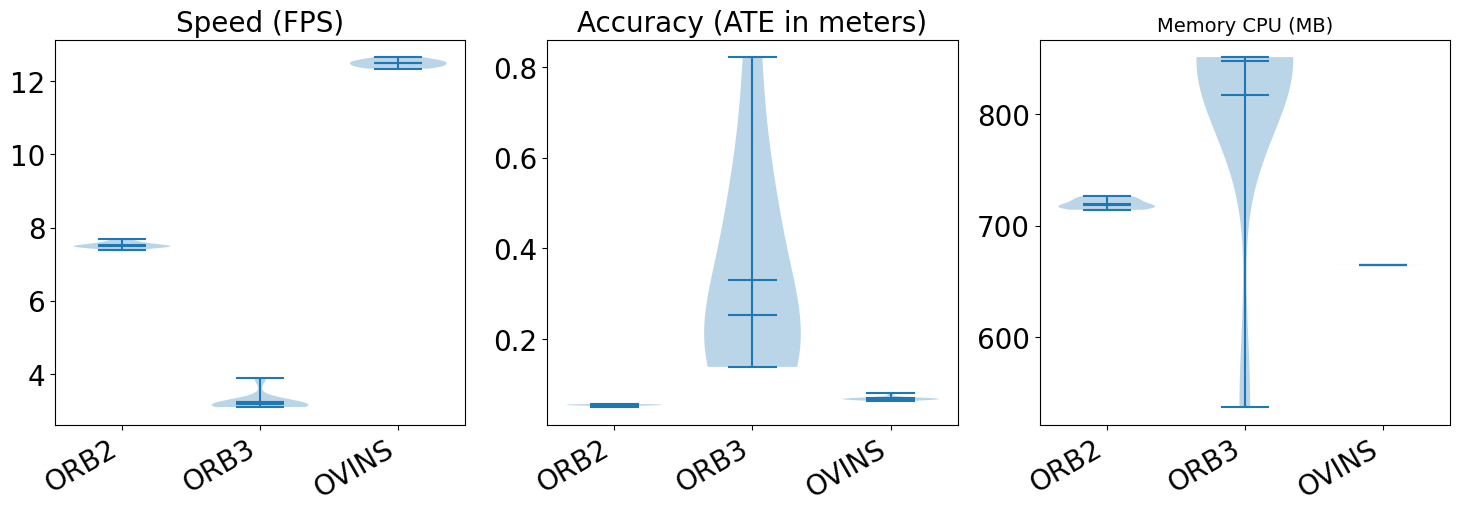 Speed (FPS)
12
10
8
6
4
ORB2
ORB3
OVINS
Accuracy (ATE in meters)
0.8
0.6
0.4
0.2
ORB2
ORB3
OVINS
Memory CPU (MB)
800
700
600
ORB2
ORB3
OVINS